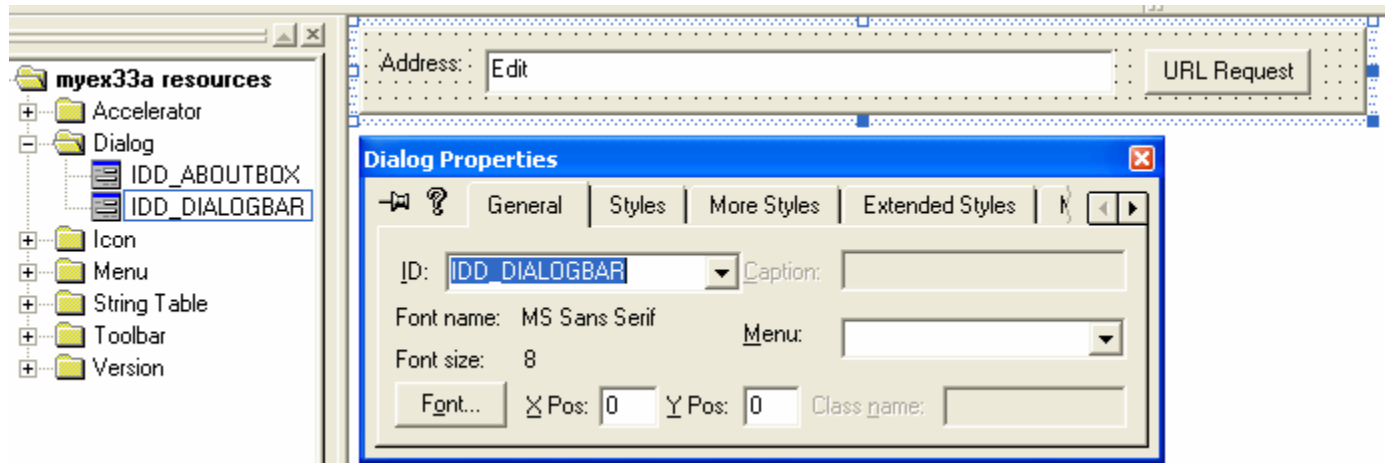 myex33a resources
Accelerator
Dialog
IDD_ABOUTBOX
IDD_DIALOGBAR
Icon
Menu
String Table
Toolbar
Version
Address: Edit URL Request
Dialog Properties
General Styles More Styles Extended Styles
ID: IDD_DIALOGBAR Caption:
Font name: MS Sans Serif Menu:
Font size: 8
Font... X Pos: 0 Y Pos: 0 Class name: